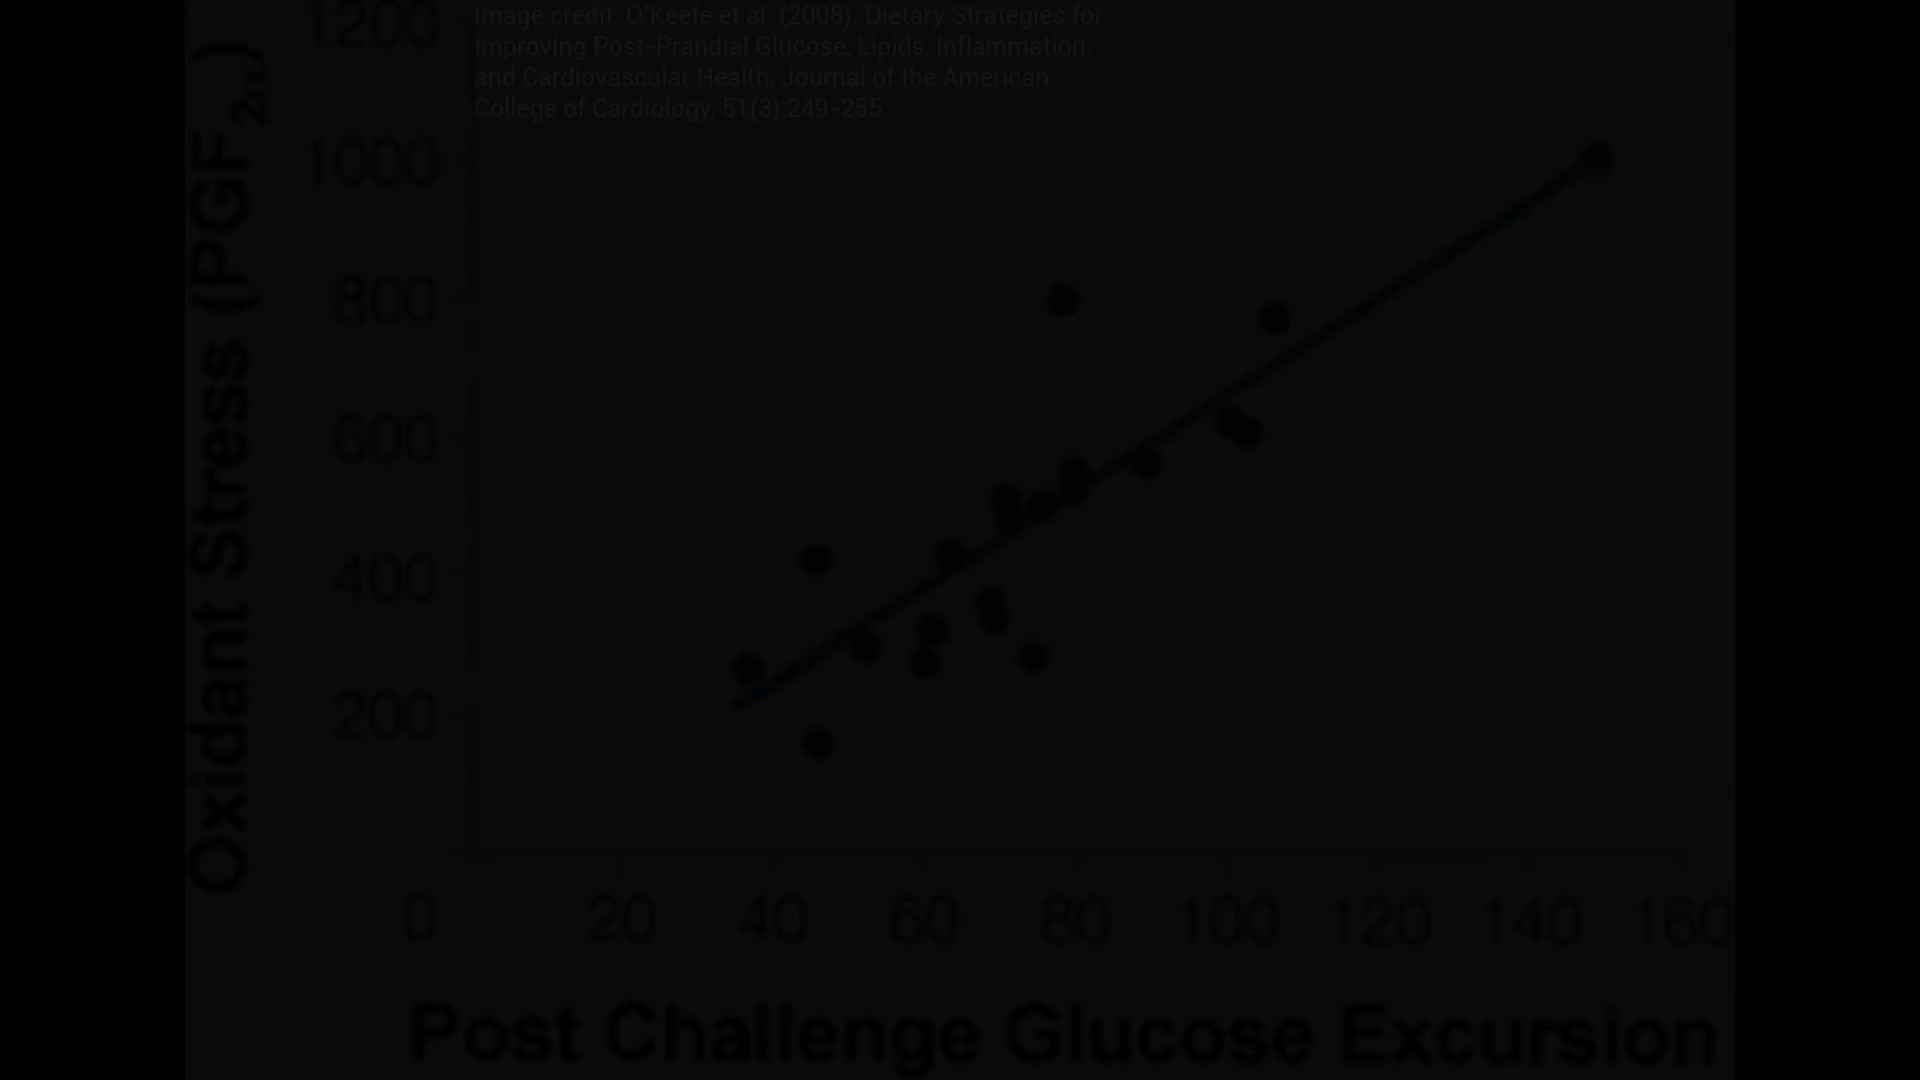 1200
Image credit: O'Keefe et al. (2008), Dietary Strategies for
Improving Post-Prandial Glucose, Lipids, Inflammation,
and Cardiovascular Health, Journal of the American
College of Cardiology, 51(3):249-255.
Oxidant Stress (PGF2α)
1000
800
600
400
200
0 20 40 60 80 100 120 140 160
Post Challenge Glucose Excursion